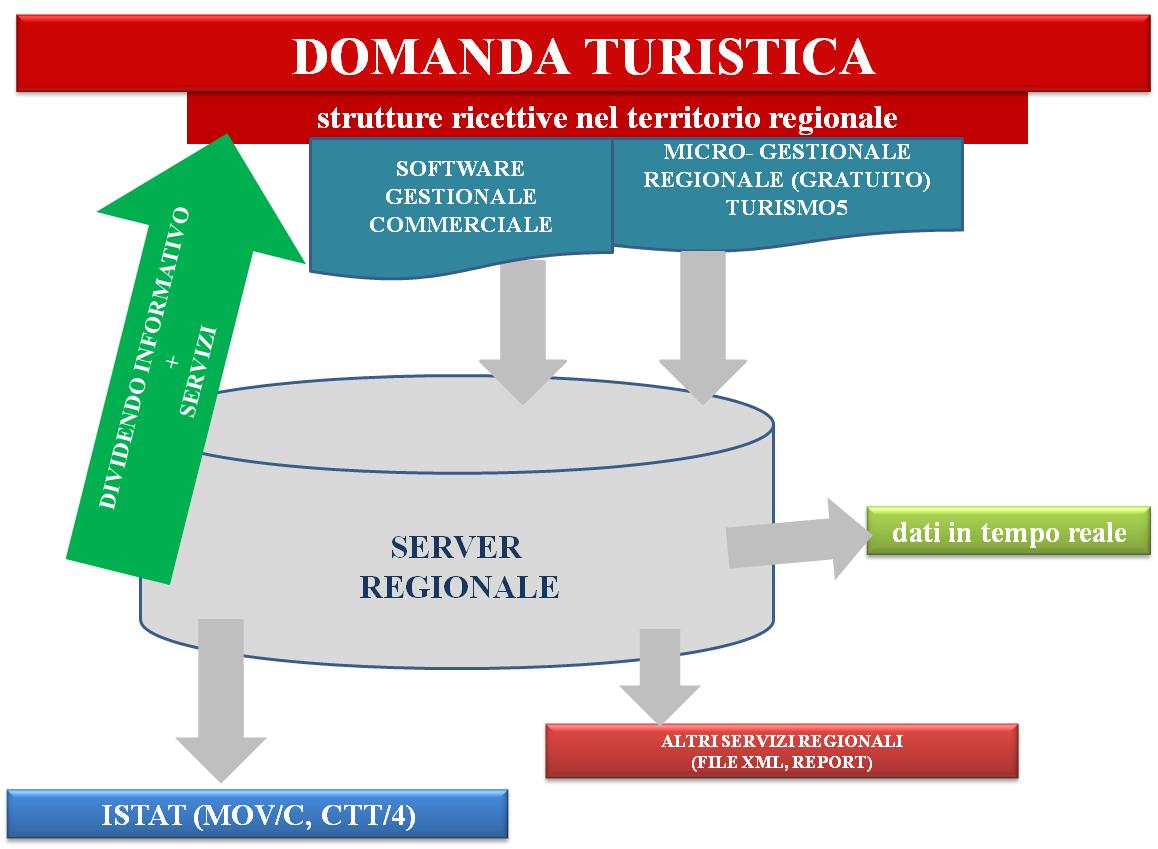 DOMANDA TURISTICA
strutture ricettive nel territorio regionale
SOFTWARE
GESTIONALE
COMMERCIALE
MICRO- GESTIONALE
REGIONALE (GRATUITO)
TURISMO5
DIVIDENDO INFORMATIVO
+
SERVIZI
SERVER
REGIONALE
dati in tempo reale
ALTRI SERVIZI REGIONALI
(FILE XML, REPORT)
ISTAT (MOV/C, CTT/4)